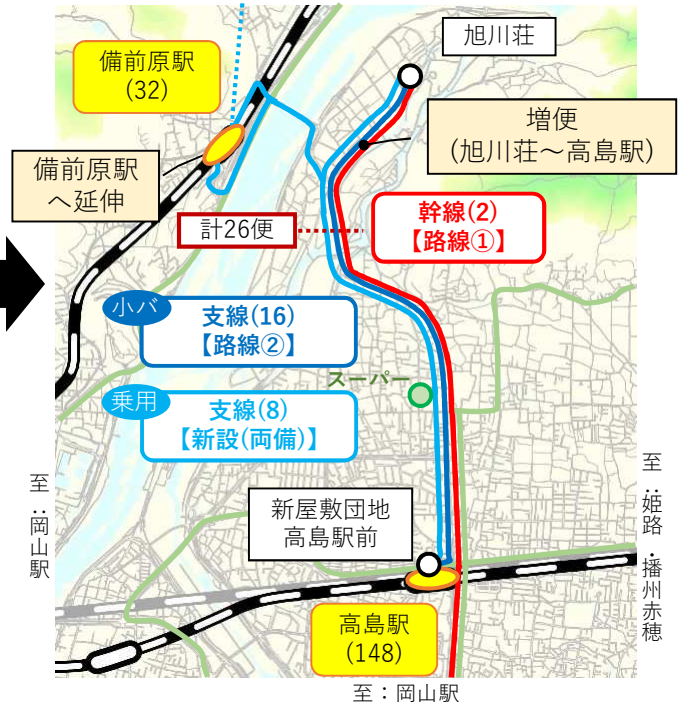 旭川荘
備前原駅
(32)
増便
(旭川荘～高島駅)
備前原駅
へ延伸
計26便
幹線(2)
【路線①】
小バ
支線(16)
【路線②】
スーパー
乗用
支線(8)
【新設(両備)】
至：岡山駅
至：姫路・播州赤穂
新屋敷団地
高島駅前
高島駅
(148)
至：岡山駅